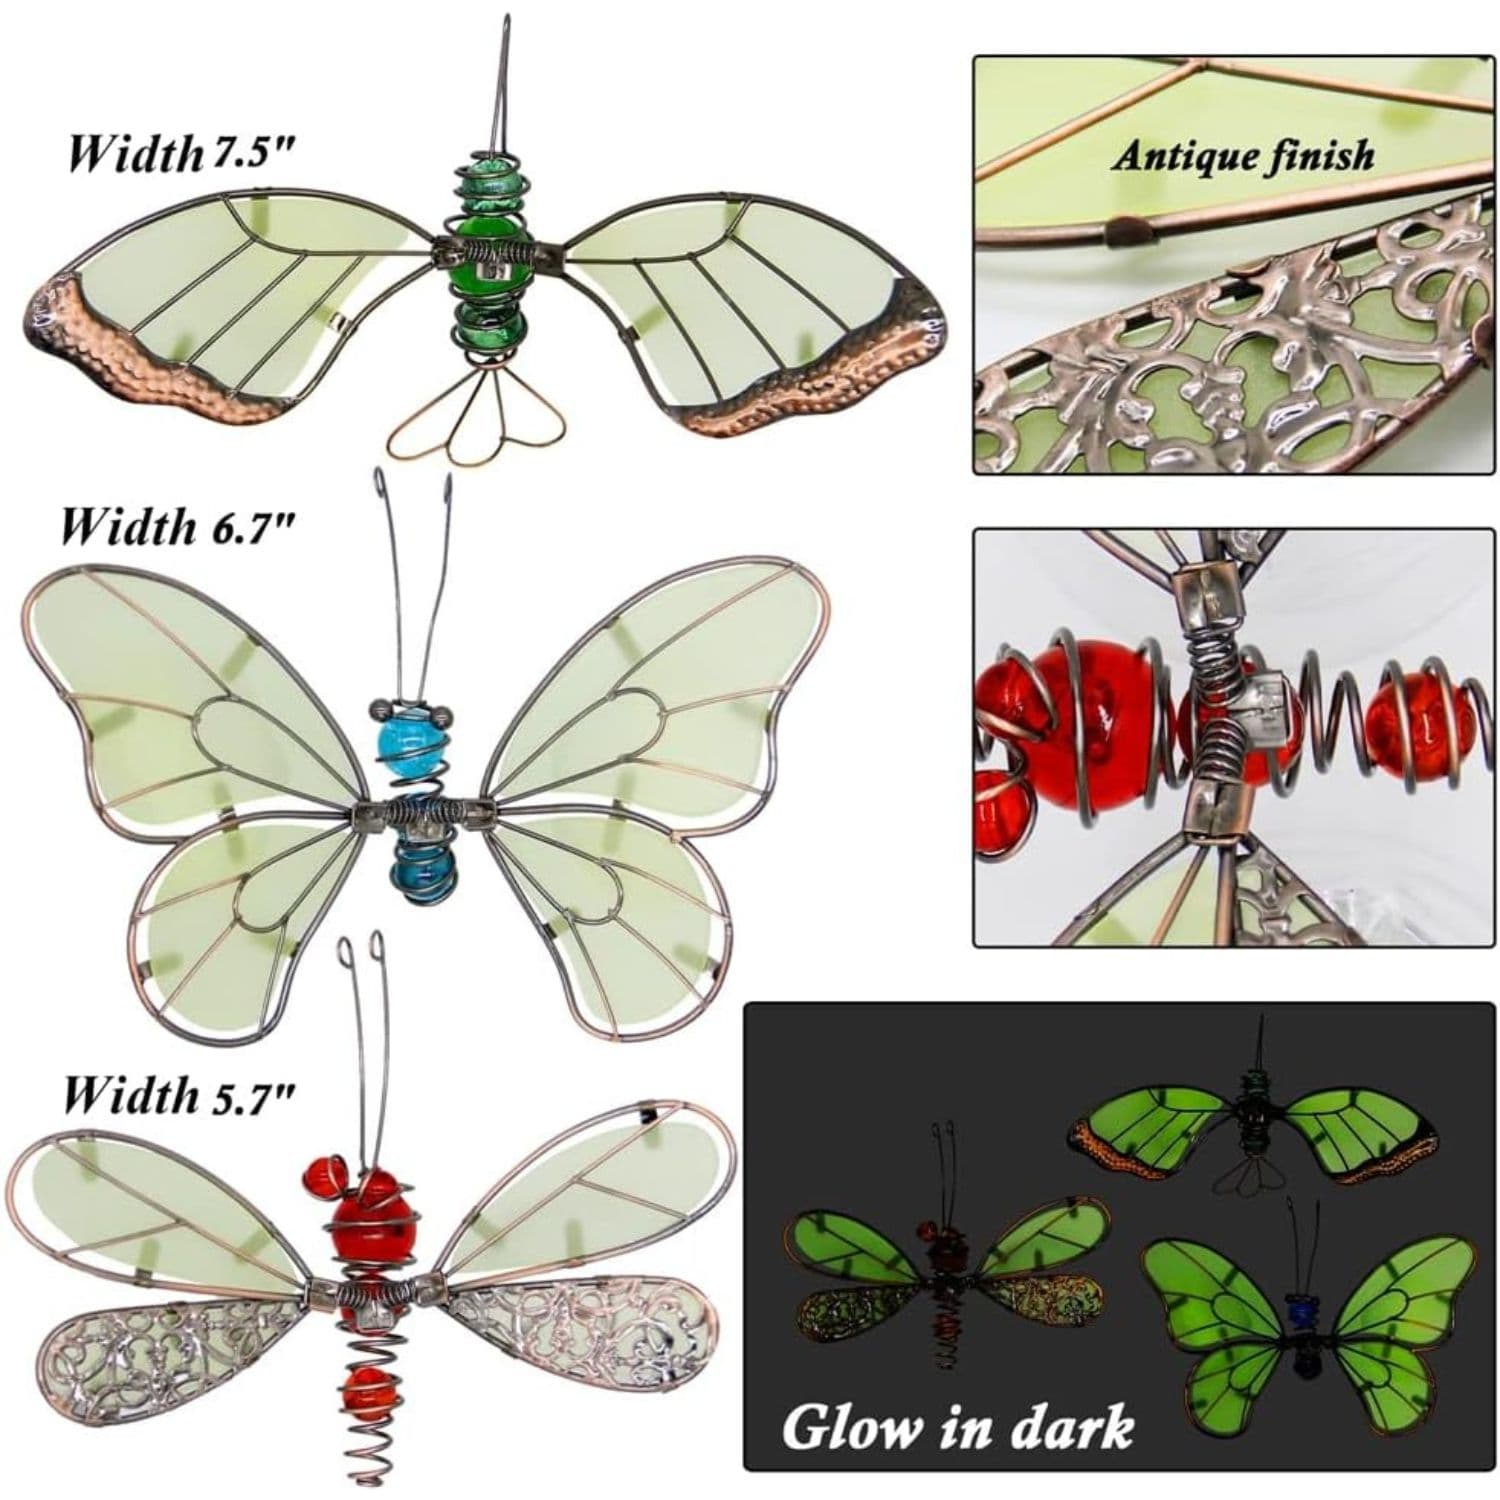 Width 7.5"
Antique finish
Width 6.7"
Width 5.7"
Glow in dark